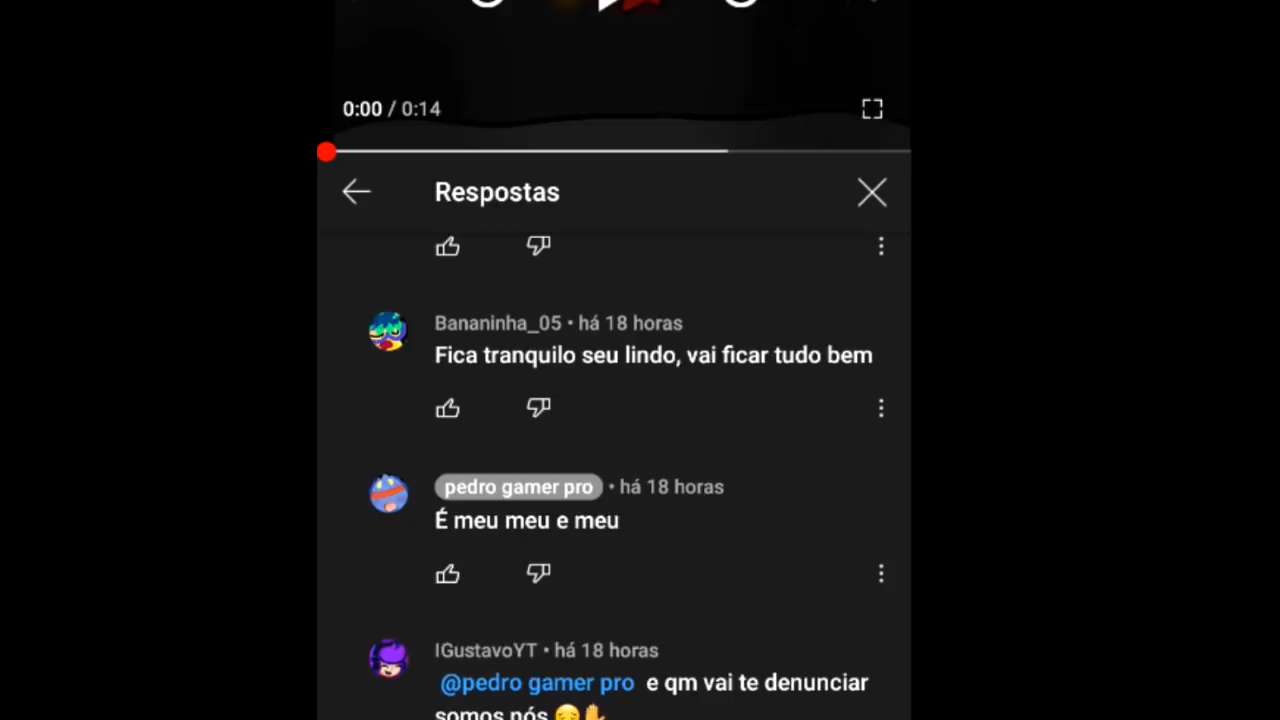 0:00 / 0:14
Respostas
Bananinha_05 • há 18 horas
Fica tranquilo seu lindo, vai ficar tudo bem
pedro gamer pro • há 18 horas
É meu meu e meu
IGustavoYT • há 18 horas
@pedro gamer pro e qm vai te denunciar
somos nós 😔✋